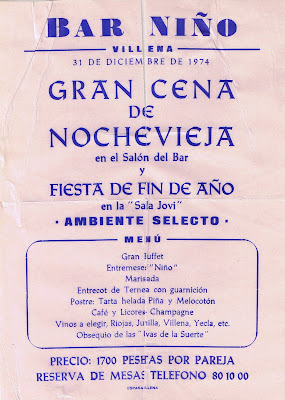 BAR NIÑO
VILLENA
31 DE DICIEMBRE DE 1974
GRAN CENA
DE
NOCHEVIEJA
en el Salón del Bar
y
FIESTA DE FIN DE AÑO
en la "Sala Jovi"
· AMBIENTE SELECTO ·
MENÚ
Gran Buffet
Entremeses "Niño"
Mariscada
Entrecot de Ternea con guarnición
Postre: Tarta helada Piña y Melocotón
Café y Licores-Champagne
Vinos a elegir, Riojas, Jumilla, Villena, Yecla, etc.
Obsequio de las "Uvas de la Suerte"
PRECIO: 1700 PESETAS POR PAREJA
RESERVA DE MESAS TELEFONO 80 10 00